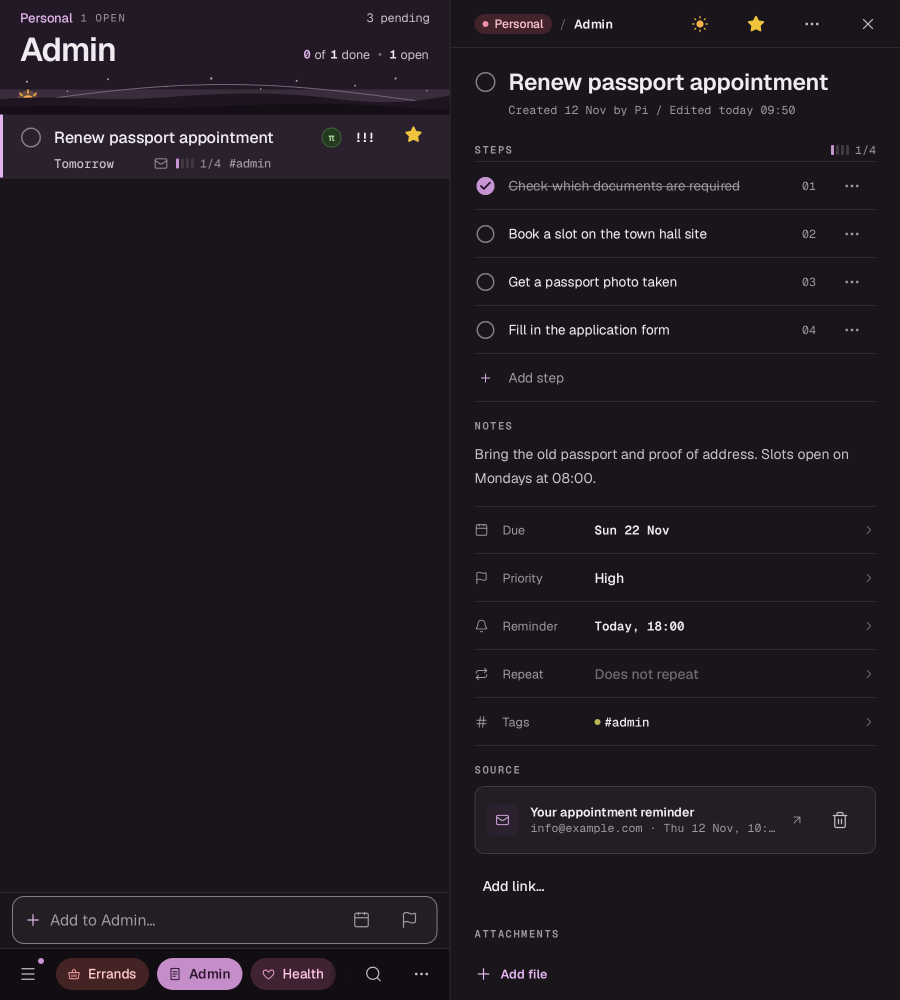 Personal 1 OPEN
3 pending
Admin
0 of 1 done • 1 open
Renew passport appointment
π !!!
Tomorrow
1/4 #admin
Add to Admin…
Errands
Admin
Health
Personal / Admin
Renew passport appointment
Created 12 Nov by Pi / Edited today 09:50
STEPS
1/4
Check which documents are required 01
Book a slot on the town hall site 02
Get a passport photo taken 03
Fill in the application form 04
Add step
NOTES
Bring the old passport and proof of address. Slots open on
Mondays at 08:00.
Due Sun 22 Nov
Priority High
Reminder Today, 18:00
Repeat Does not repeat
Tags #admin
SOURCE
Your appointment reminder
info@example.com · Thu 12 Nov, 10:…
Add link…
ATTACHMENTS
Add file